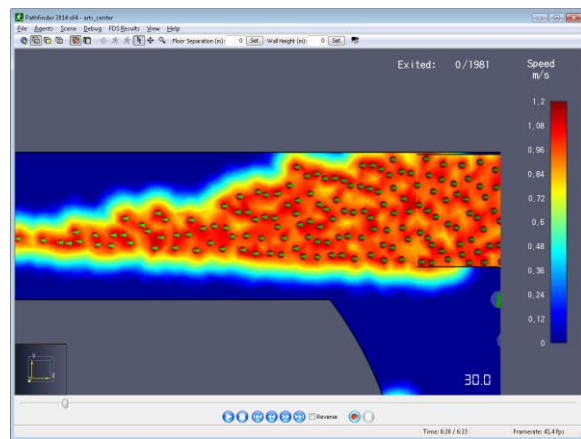 Pathfinder 2014 x64 - arts_center
File Agents Scene Debug FDS Results View Help
Floor Separation (m): 0 Set Wall Height (m): 0 Set
Exited: 0/1981
Speed
m/s
1,2
1,08
0,96
0,84
0,72
0,6
0,48
0,36
0,24
0,12
0
30.0
Reverse
Time: 0:30 / 6:33
Framerate: 41.4 fps